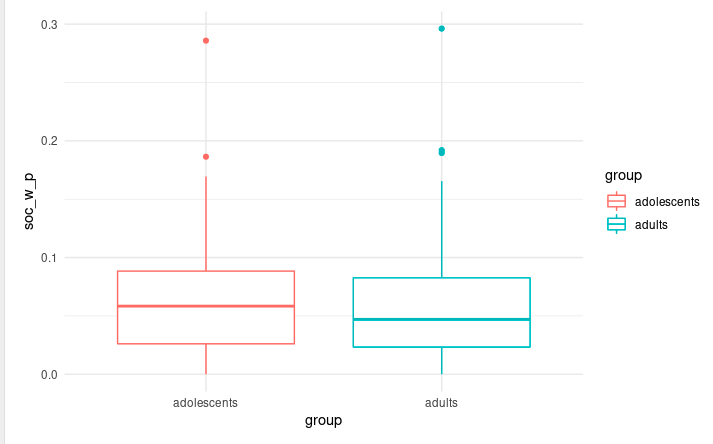 0.3
0.2
0.1
0.0
soc_w_p
adolescents
adults
group
group
adolescents
adults